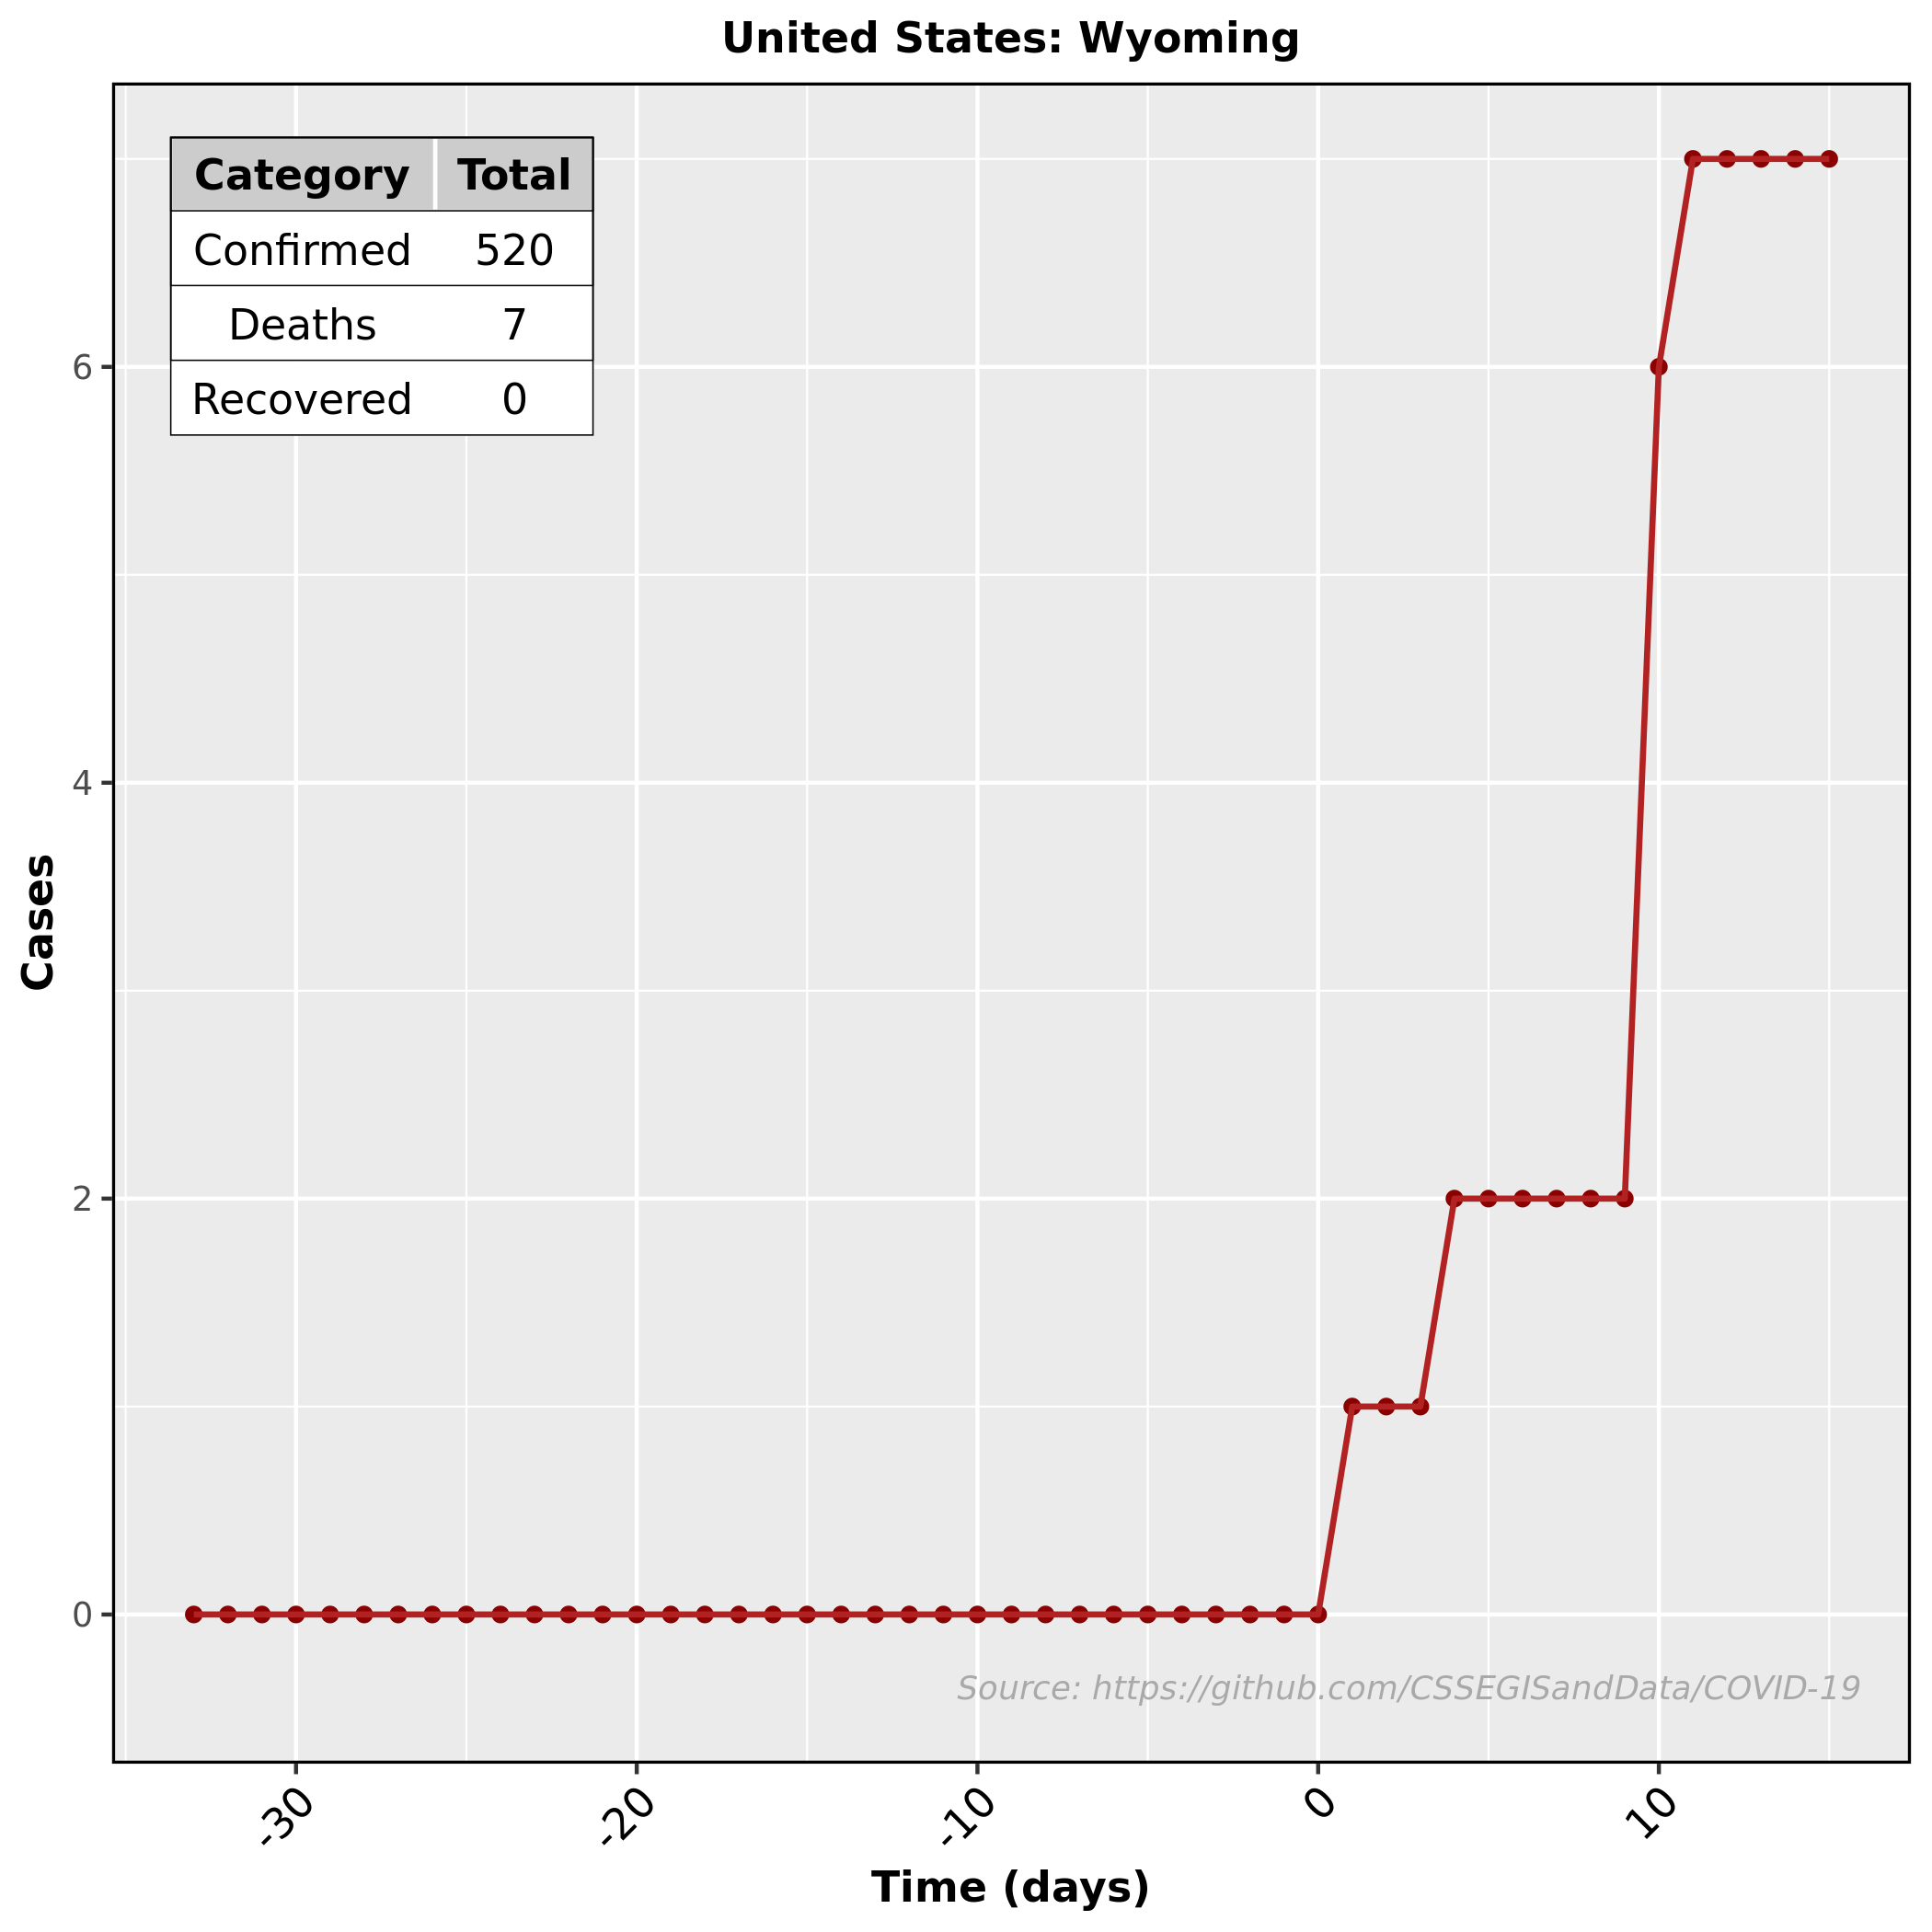 United States: Wyoming
Category Total
Confirmed 520
Deaths 7
Recovered 0
6
4
2
0
Cases
Source: https://github.com/CSSEGISandData/COVID-19
-30 -20 -10 0 10
Time (days)